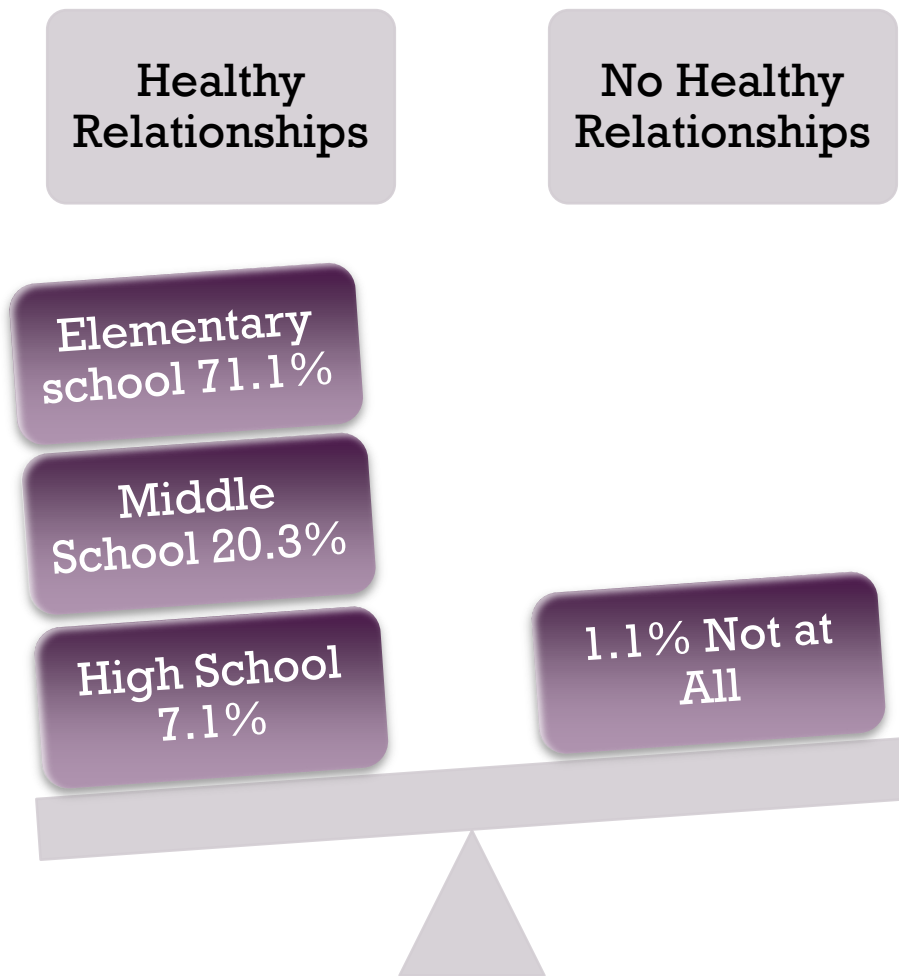 Healthy
Relationships
No Healthy
Relationships
Elementary
school 71.1%
Middle
School 20.3%
High School
7.1%
1.1% Not at
All